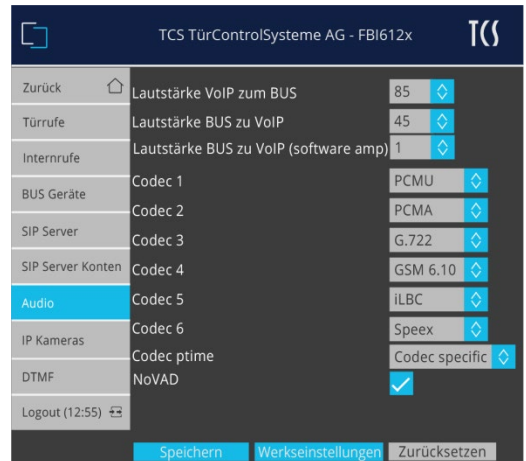 TCS TürControlSysteme AG - FBI612x
TCS
Zurück
Türrufe
Internrufe
BUS Geräte
SIP Server
SIP Server Konten
Audio
IP Kameras
DTMF
Logout (12:55)
Lautstärke VoIP zum BUS 85
Lautstärke BUS zu VoIP 45
Lautstärke BUS zu VoIP (software amp) 1
Codec 1 PCMU
Codec 2 PCMA
Codec 3 G.722
Codec 4 GSM 6.10
Codec 5 iLBC
Codec 6 Speex
Codec ptime Codec specific
NoVAD
Speichern Werkseinstellungen Zurücksetzen